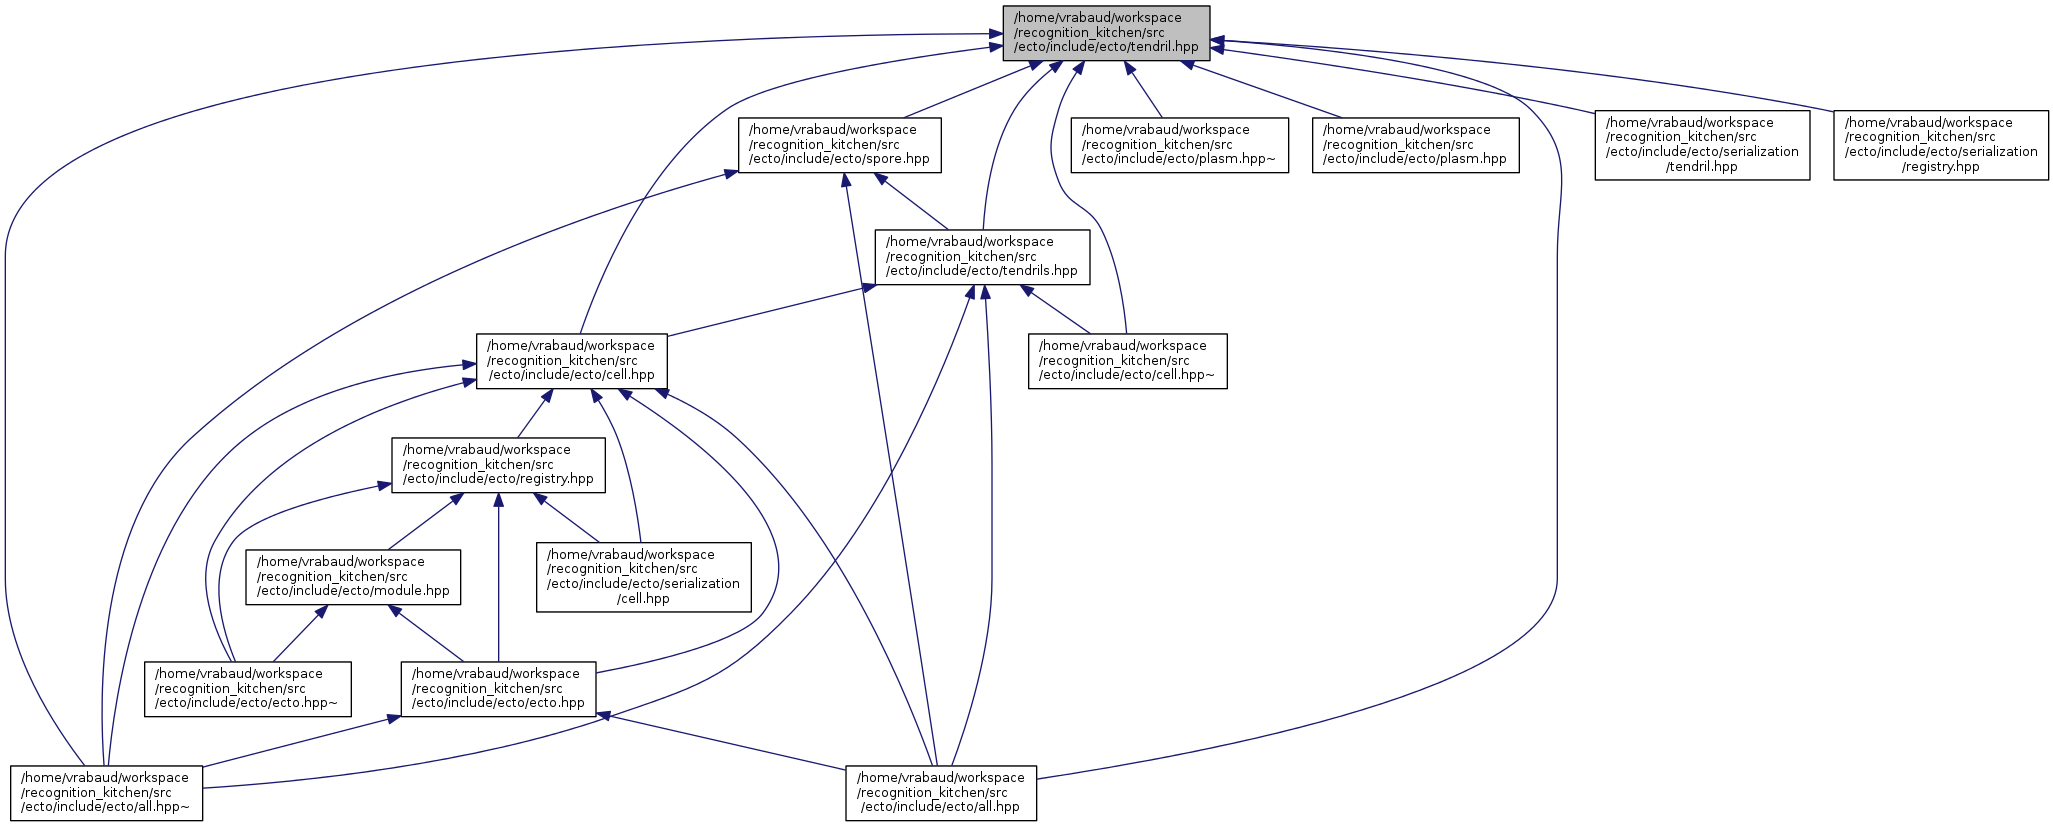 /home/vrabaud/workspace
/recognition_kitchen/src
/ecto/include/ecto/tendril.hpp
/home/vrabaud/workspace
/recognition_kitchen/src
/ecto/include/ecto/spore.hpp
/home/vrabaud/workspace
/recognition_kitchen/src
/ecto/include/ecto/plasm.hpp~
/home/vrabaud/workspace
/recognition_kitchen/src
/ecto/include/ecto/plasm.hpp
/home/vrabaud/workspace
/recognition_kitchen/src
/ecto/include/ecto/serialization
/tendril.hpp
/home/vrabaud/workspace
/recognition_kitchen/src
/ecto/include/ecto/serialization
/registry.hpp
/home/vrabaud/workspace
/recognition_kitchen/src
/ecto/include/ecto/tendrils.hpp
/home/vrabaud/workspace
/recognition_kitchen/src
/ecto/include/ecto/cell.hpp
/home/vrabaud/workspace
/recognition_kitchen/src
/ecto/include/ecto/cell.hpp~
/home/vrabaud/workspace
/recognition_kitchen/src
/ecto/include/ecto/registry.hpp
/home/vrabaud/workspace
/recognition_kitchen/src
/ecto/include/ecto/module.hpp
/home/vrabaud/workspace
/recognition_kitchen/src
/ecto/include/ecto/serialization
/cell.hpp
/home/vrabaud/workspace
/recognition_kitchen/src
/ecto/include/ecto/ecto.hpp~
/home/vrabaud/workspace
/recognition_kitchen/src
/ecto/include/ecto/ecto.hpp
/home/vrabaud/workspace
/recognition_kitchen/src
/ecto/include/ecto/all.hpp~
/home/vrabaud/workspace
/recognition_kitchen/src
/ecto/include/ecto/all.hpp